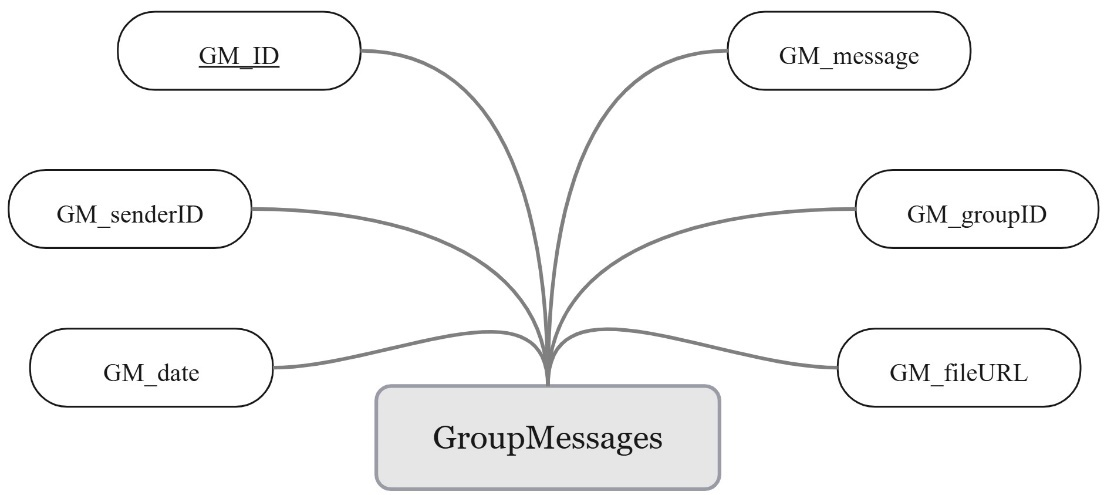 GM_ID
GM_message
GM_senderID
GM_groupID
GM_date
GM_fileURL
GroupMessages